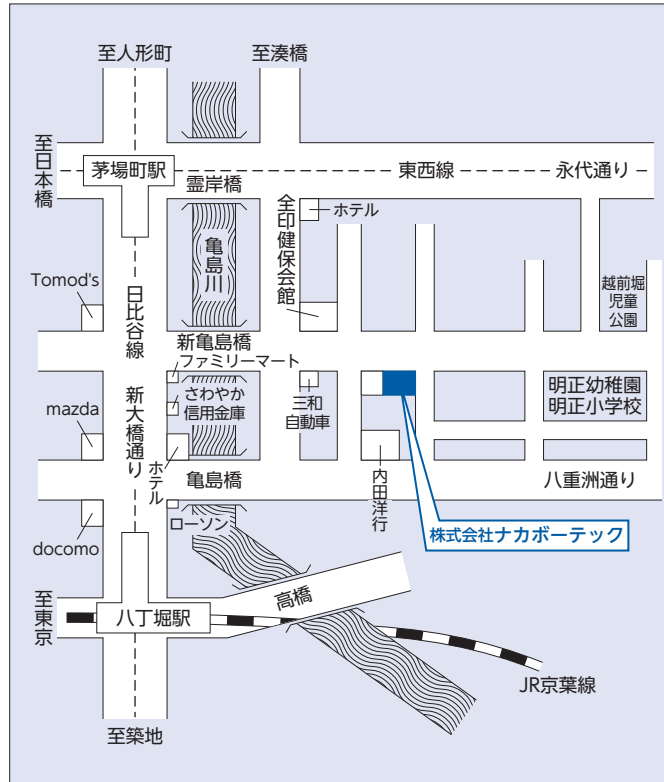 至人形町
至湊橋
至日本橋
茅場町駅
東西線
永代通り
霊岸橋
ホテル
全印健保会館
亀島川
Tomod's
日比谷線
越前堀
児童
公園
新亀島橋
ファミリーマート
さわやか
信用金庫
三和
自動車
明正幼稚園
明正小学校
mazda
新大橋通り
ホテル
亀島橋
内田洋行
八重洲通り
ローソン
docomo
株式会社ナカボーテック
至東京
八丁堀駅
高橋
JR京葉線
至築地